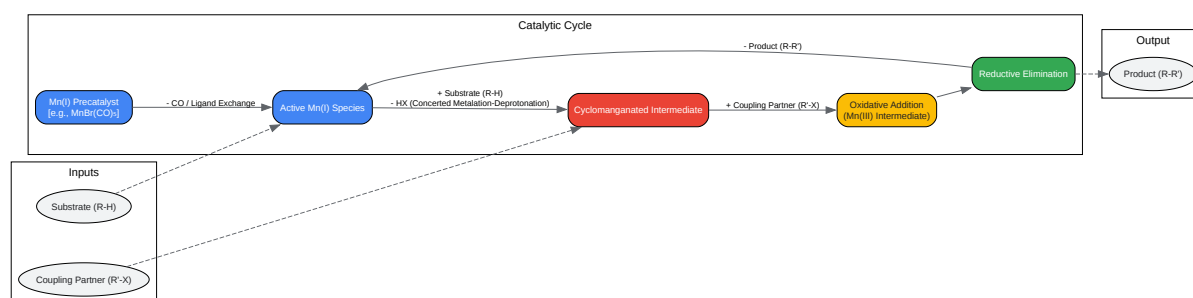 Catalytic Cycle
Mn(I) Precatalyst
[e.g., MnBr(CO)₅]
- CO / Ligand Exchange
Active Mn(I) Species
+ Substrate (R-H)
- HX (Concerted Metalation-Deprotonation)
Cyclomanganated Intermediate
+ Coupling Partner (R'-X)
Oxidative Addition
(Mn(III) Intermediate)
Reductive Elimination
- Product (R-R')
Output
Product (R-R')
Inputs
Substrate (R-H)
Coupling Partner (R'-X)